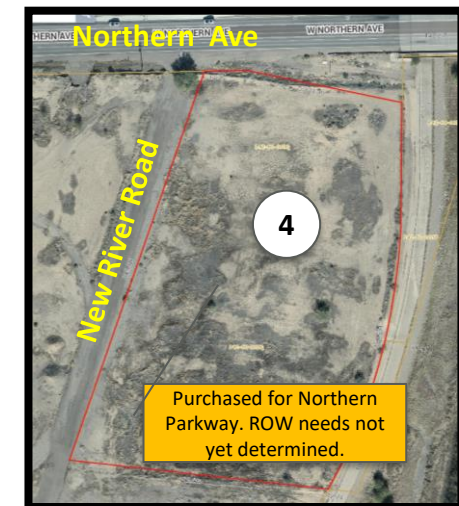 Northern Ave
W NORTHERN AVE
New River Road
4
Purchased for Northern
Parkway. ROW needs not
yet determined.